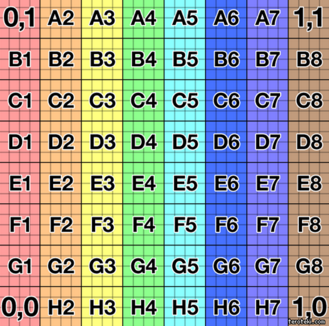 0,1 A2 A3 A4 A5 A6 A7 1,1
B1 B2 B3 B4 B5 B6 B7 B8
C1 C2 C3 C4 C5 C6 C7 C8
D1 D2 D3 D4 D5 D6 D7 D8
E1 E2 E3 E4 E5 E6 E7 E8
F1 F2 F3 F4 F5 F6 F7 F8
G1 G2 G3 G4 G5 G6 G7 G8
0,0 H2 H3 H4 H5 H6 H7 1,0